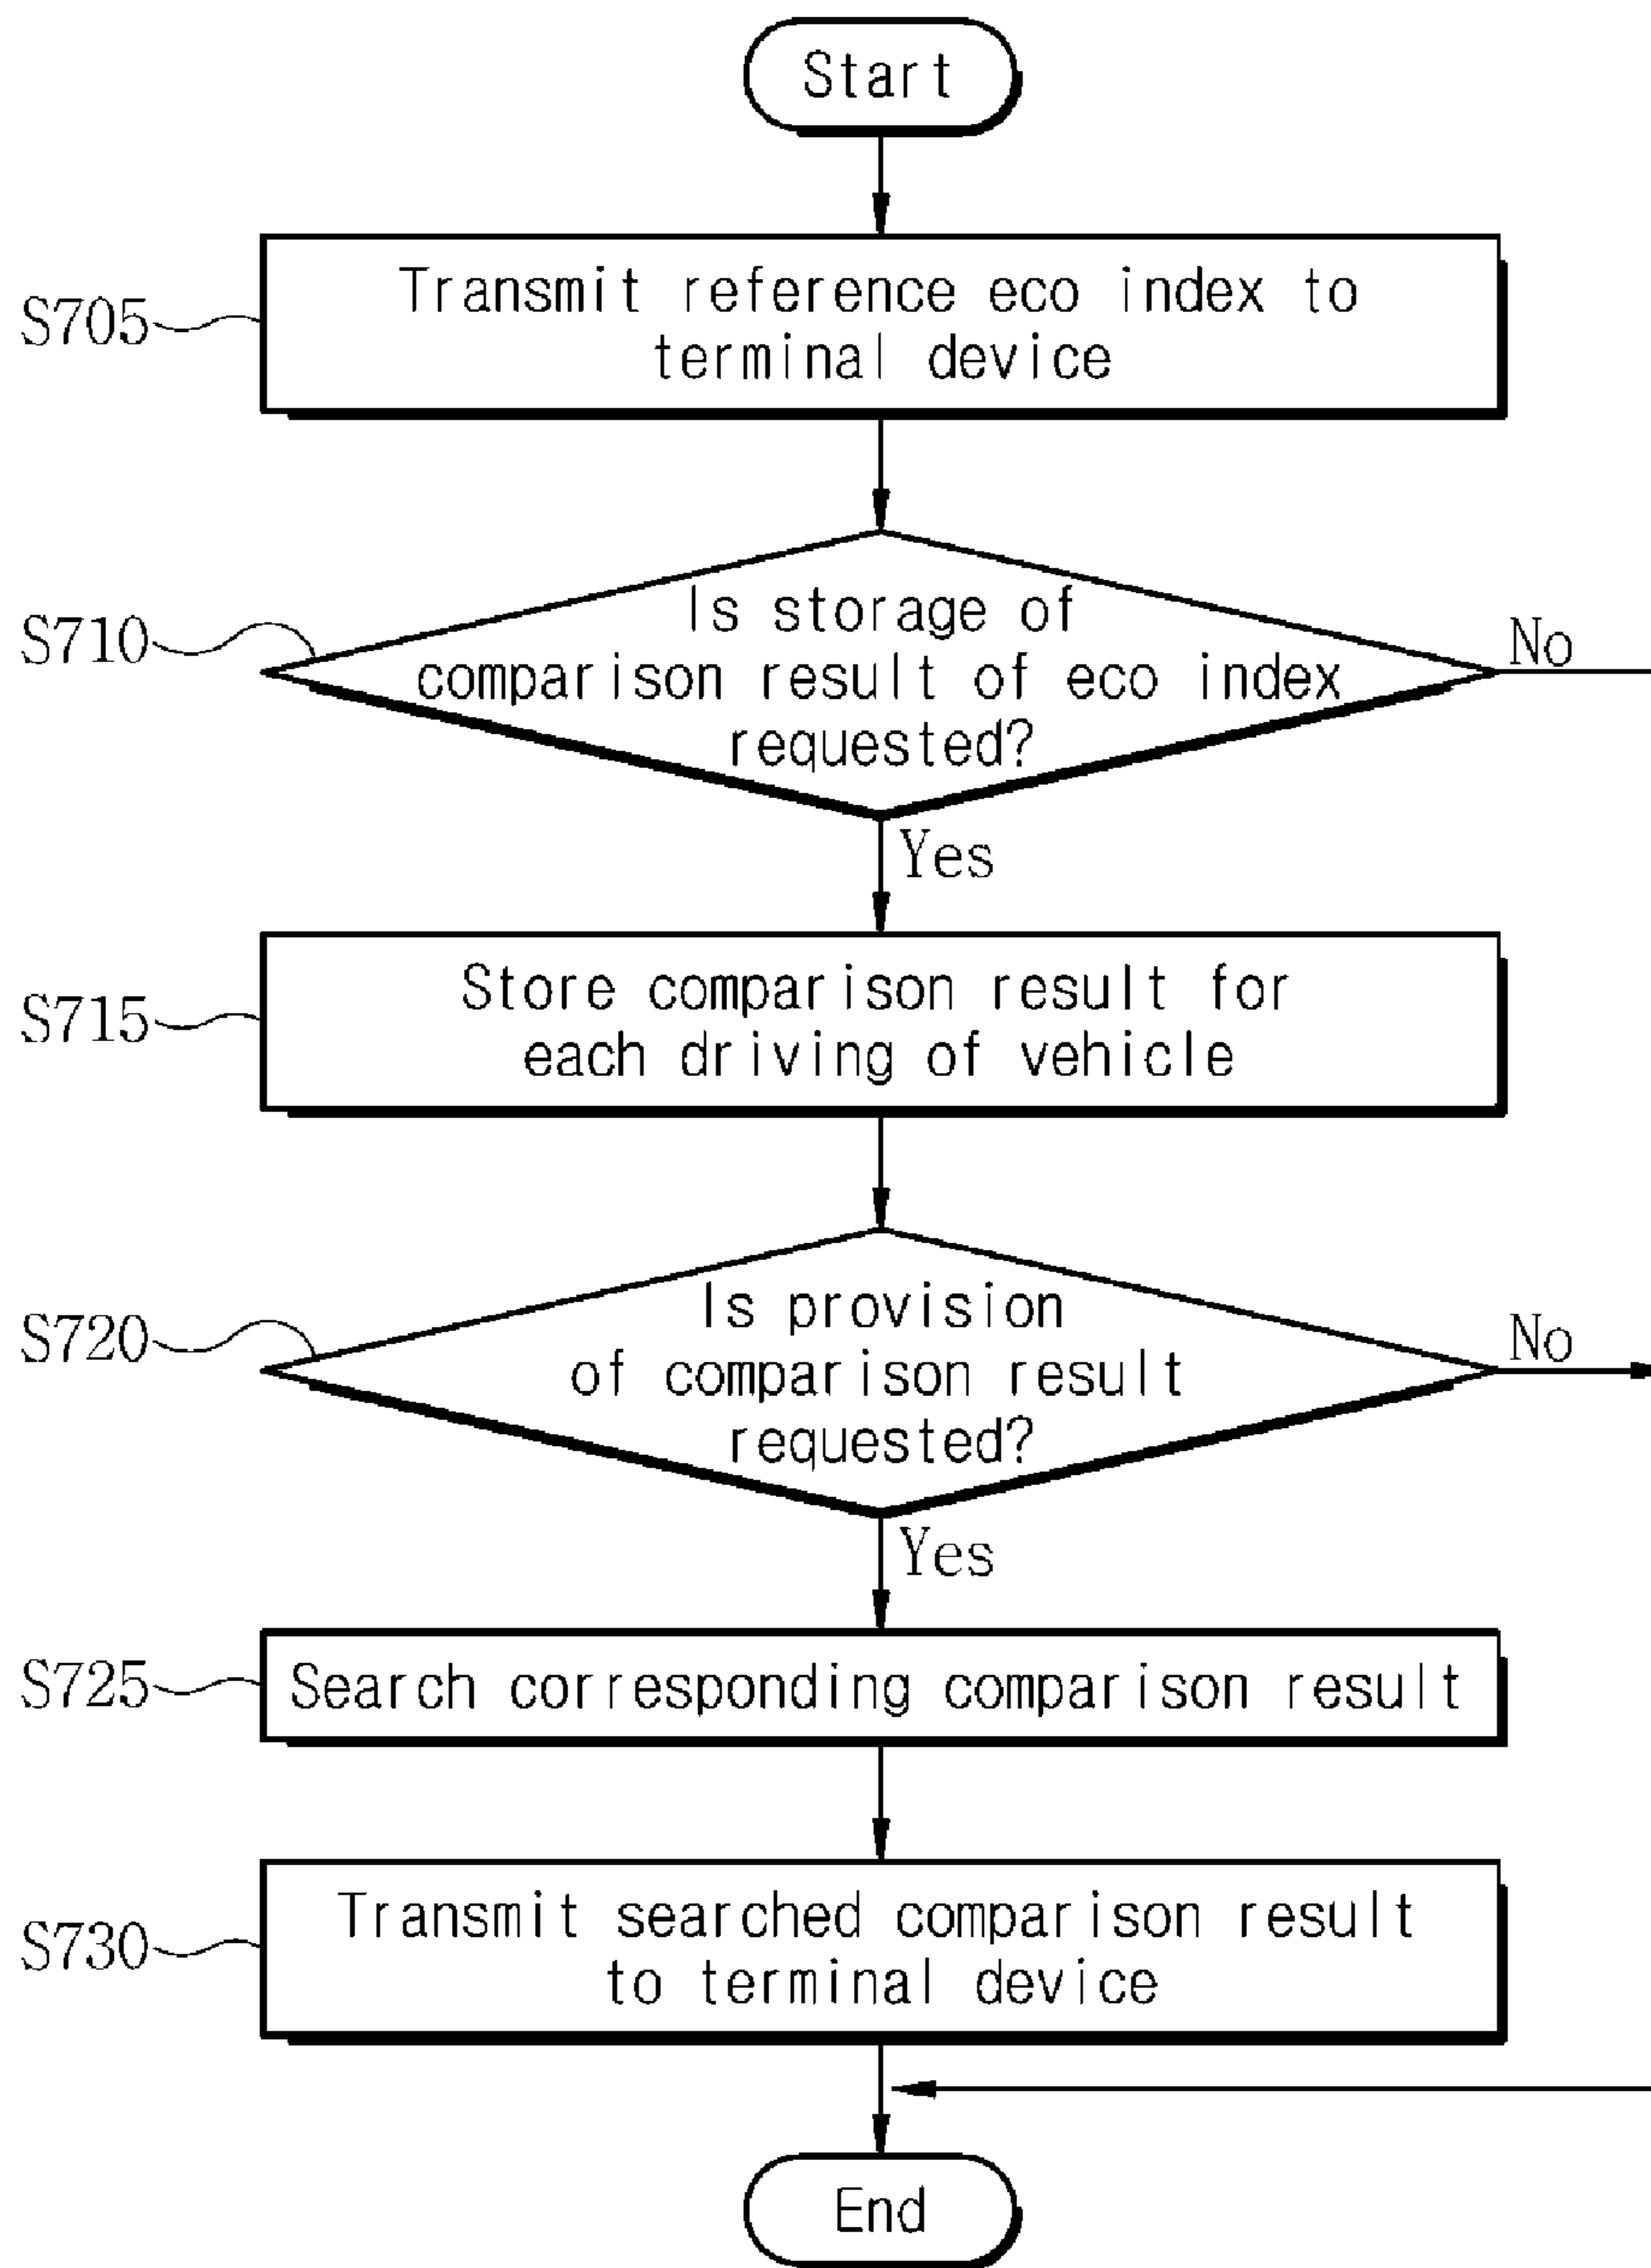 Start
S705
Transmit reference eco index to
terminal device
S710
Is storage of
comparison result of eco index
requested?
No
Yes
S715
Store comparison result for
each driving of vehicle
S720
Is provision
of comparison result
requested?
No
Yes
S725
Search corresponding comparison result
S730
Transmit searched comparison result
to terminal device
End